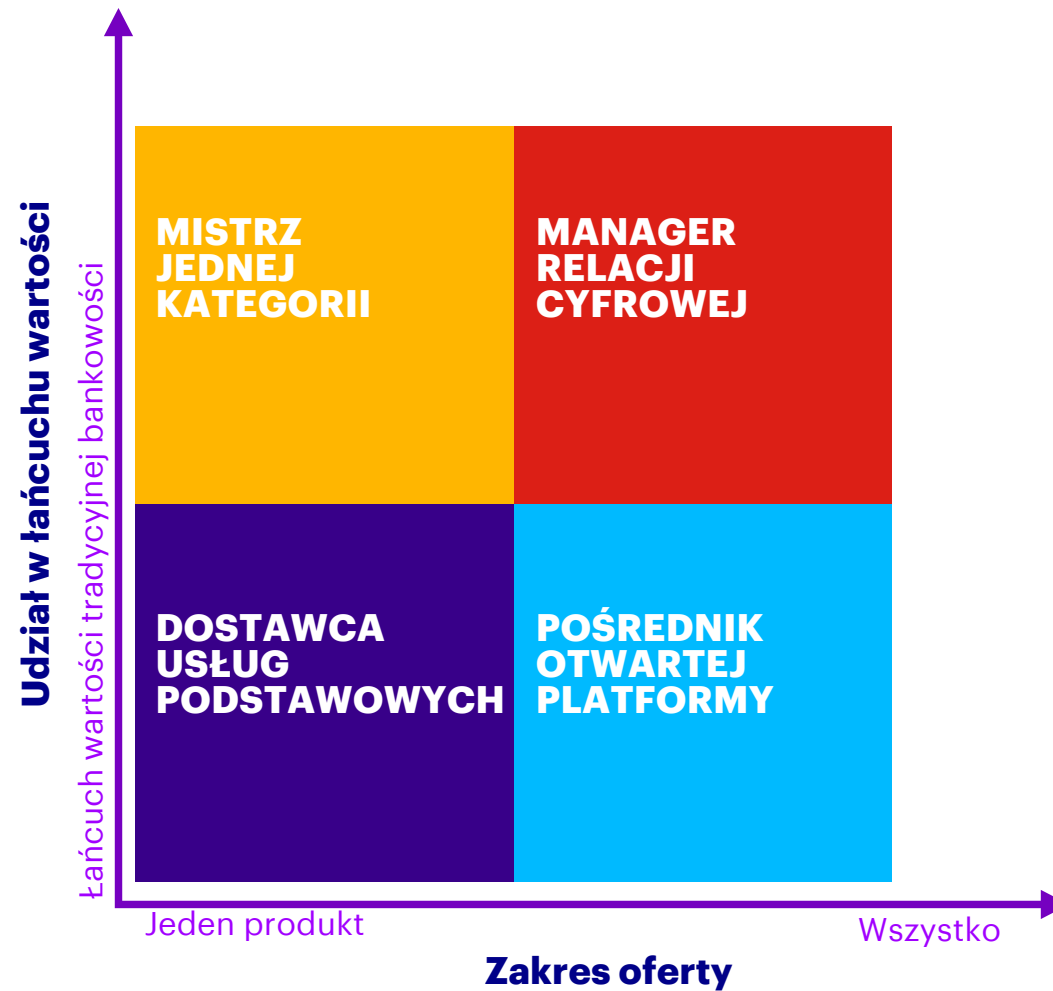 Udział w łańcuchu wartości
Łańcuch wartości tradycyjnej bankowości
MISTRZ
JEDNEJ
KATEGORII
MANAGER
RELACJI
CYFROWEJ
DOSTAWCA
USŁUG
PODSTAWOWYCH
POŚREDNIK
OTWARTEJ
PLATFORMY
Jeden produkt
Wszystko
Zakres oferty